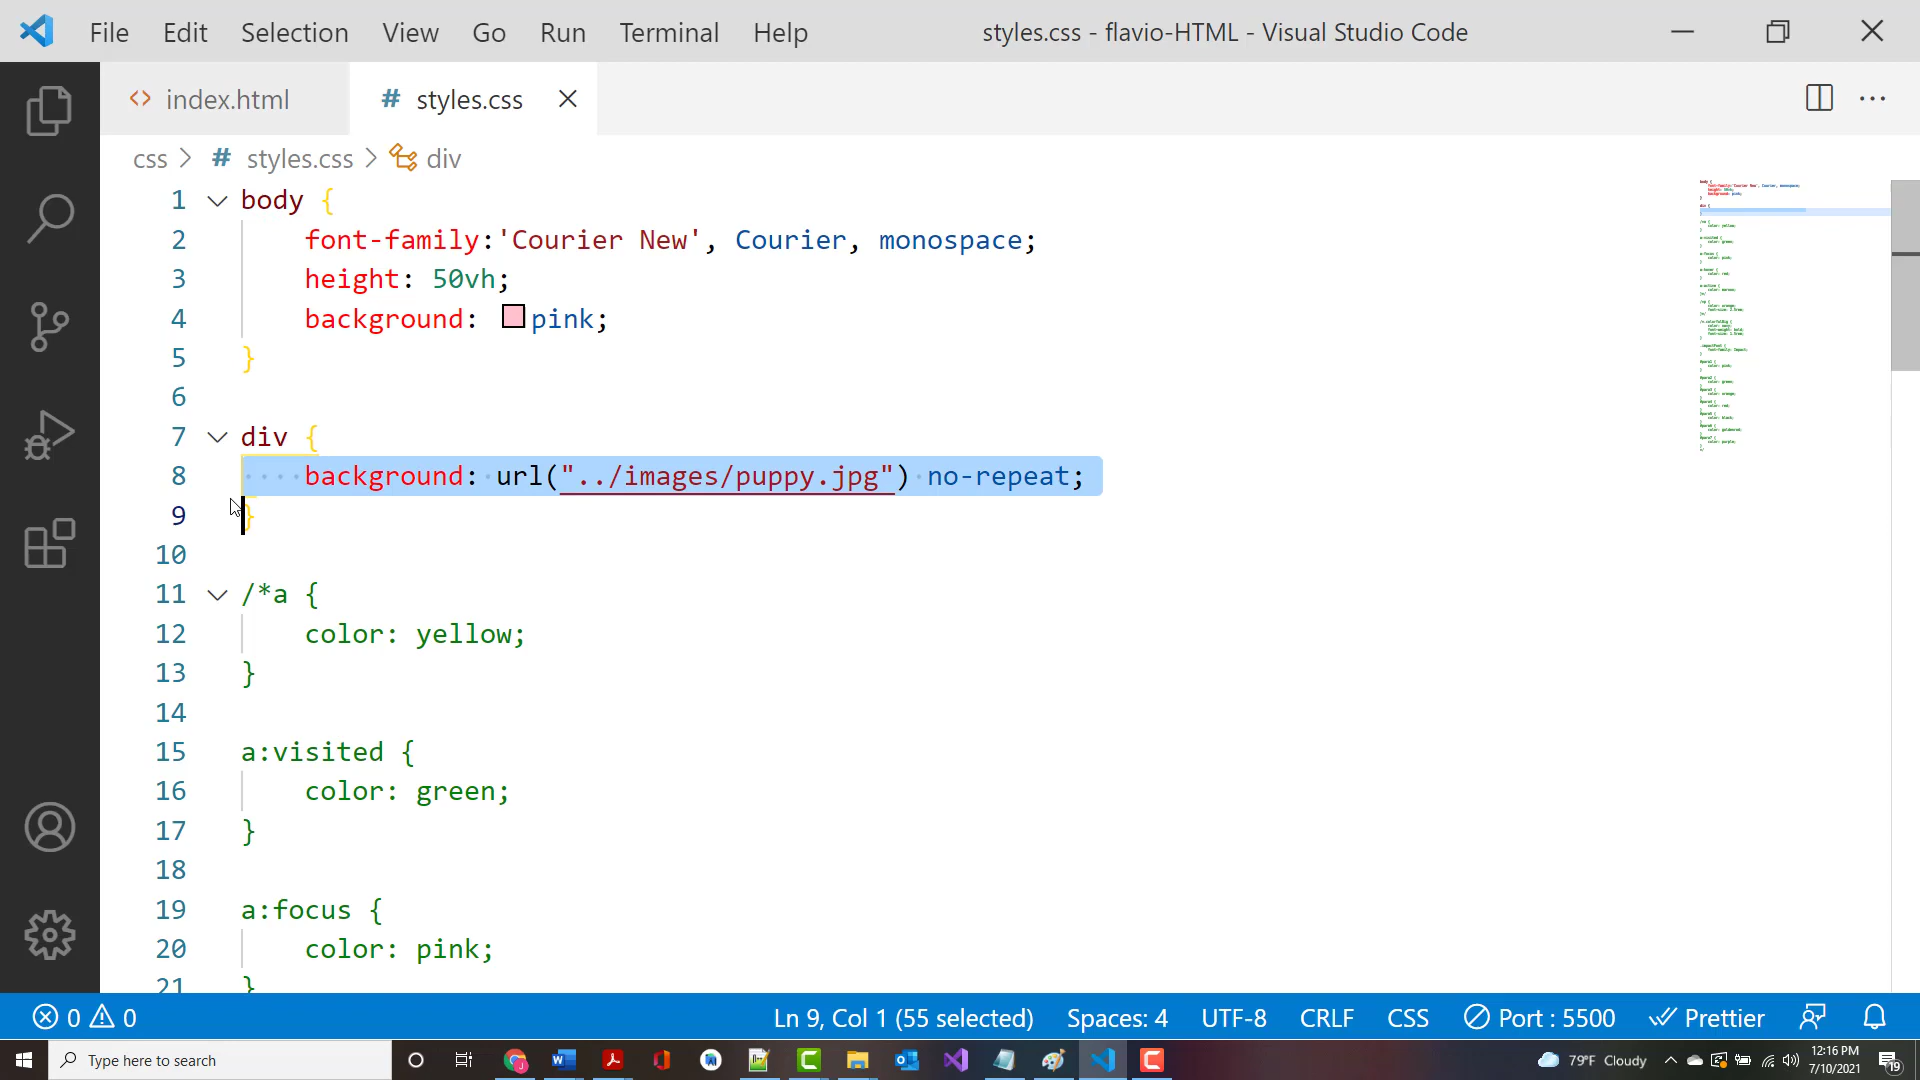 File Edit Selection View Go Run Terminal Help styles.css - flavio-HTML - Visual Studio Code
<> index.html # styles.css
css > # styles.css > div
1 body {
2 font-family:'Courier New', Courier, monospace;
3 height: 50vh;
4 background: pink;
5 }
6
7 div {
8 ····background:·url("../images/puppy.jpg")·no-repeat;
9 }
10
11 /*a {
12 color: yellow;
13 }
14
15 a:visited {
16 color: green;
17 }
18
19 a:focus {
20 color: pink;
21 }
0 0 Ln 9, Col 1 (55 selected) Spaces: 4 UTF-8 CRLF CSS Port : 5500 Prettier
Type here to search 79°F Cloudy 12:16 PM
7/10/2021 19